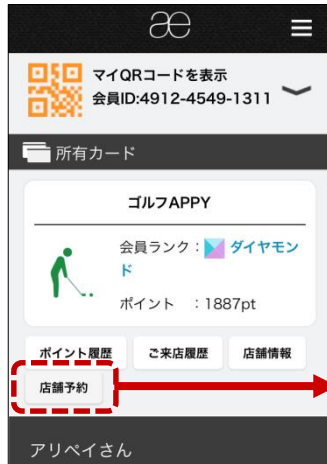 æ
マイQRコードを表示
会員ID:4912-4549-1311
所有カード
ゴルフAPPY
会員ランク：ダイヤモン
ド
ポイント ：1887pt
ポイント履歴 ご来店履歴 店舗情報
店舗予約
アリペイさん